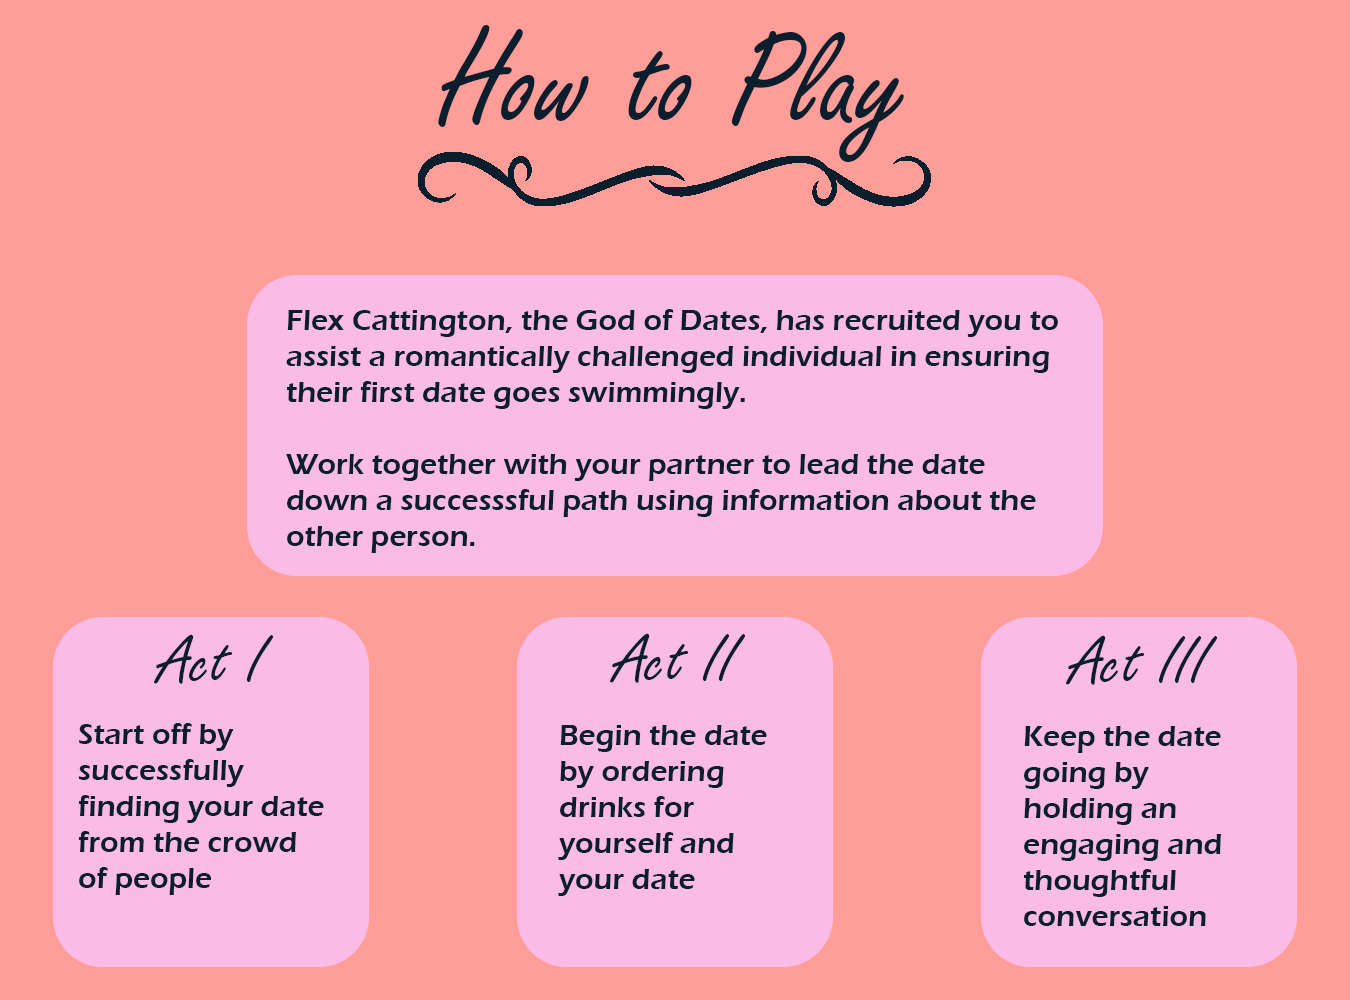 How to Play
Flex Cattington, the God of Dates, has recruited you to
assist a romantically challenged individual in ensuring
their first date goes swimmingly.
Work together with your partner to lead the date
down a successsful path using information about the
other person.
Act I
Start off by
successfully
finding your date
from the crowd
of people
Act II
Begin the date
by ordering
drinks for
yourself and
your date
Act III
Keep the date
going by
holding an
engaging and
thoughtful
conversation